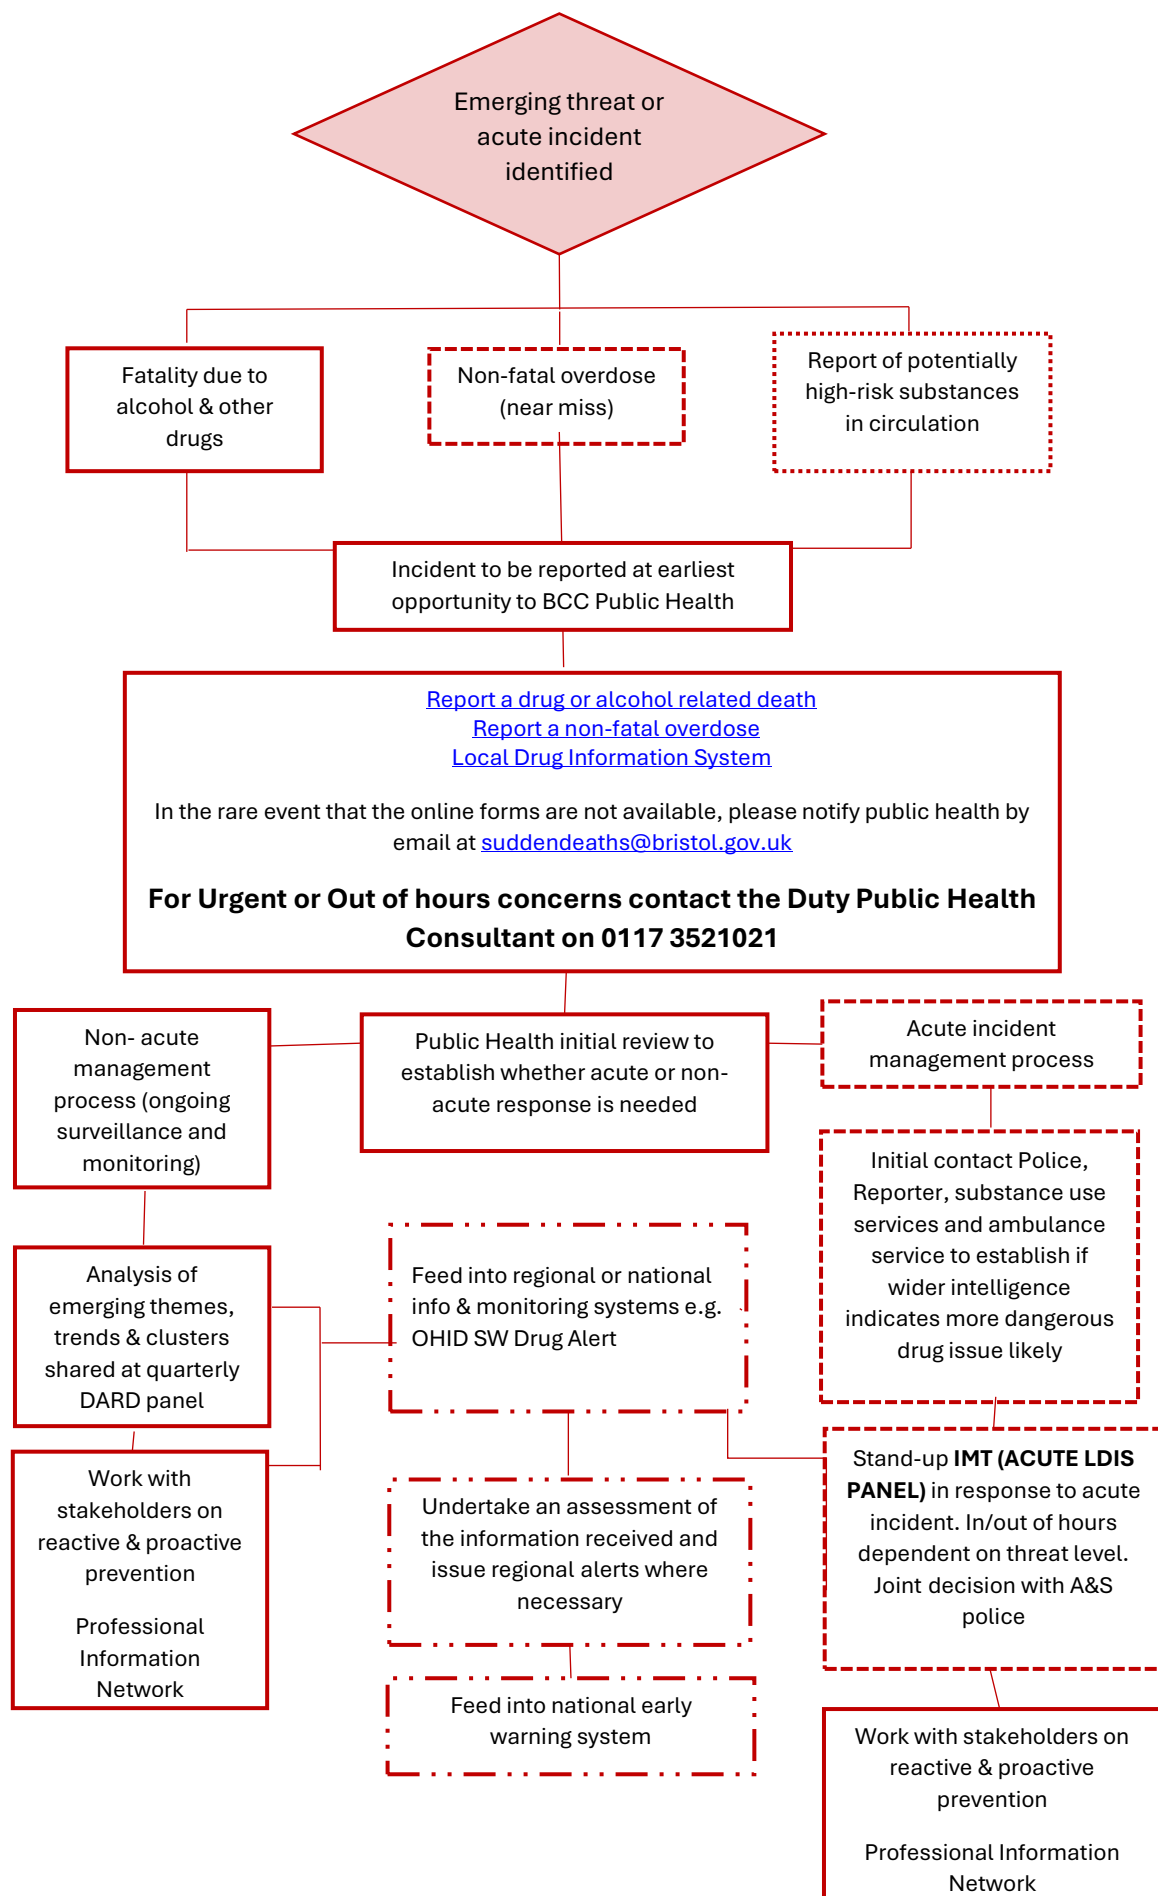 Emerging threat or
acute incident
identified
Fatality due to
alcohol & other
drugs
Non-fatal overdose
(near miss)
Report of potentially
high-risk substances
in circulation
Incident to be reported at earliest
opportunity to BCC Public Health
Report a drug or alcohol related death
Report a non-fatal overdose
Local Drug Information System
In the rare event that the online forms are not available, please notify public health by
email at suddendeaths@bristol.gov.uk
For Urgent or Out of hours concerns contact the Duty Public Health
Consultant on 0117 3521021
Non- acute
management
process (ongoing
surveillance and
monitoring)
Public Health initial review to
establish whether acute or non-
acute response is needed
Acute incident
management process
Initial contact Police,
Reporter, substance use
services and ambulance
service to establish if
wider intelligence
indicates more dangerous
drug issue likely
Analysis of
emerging themes,
trends & clusters
shared at quarterly
DARD panel
Feed into regional or national
info & monitoring systems e.g.
OHID SW Drug Alert
Work with
stakeholders on
reactive & proactive
prevention
Professional
Information
Network
Undertake an assessment of
the information received and
issue regional alerts where
necessary
Stand-up IMT (ACUTE LDIS
PANEL) in response to acute
incident. In/out of hours
dependent on threat level.
Joint decision with A&S
police
Feed into national early
warning system
Work with stakeholders on
reactive & proactive
prevention
Professional Information
Network